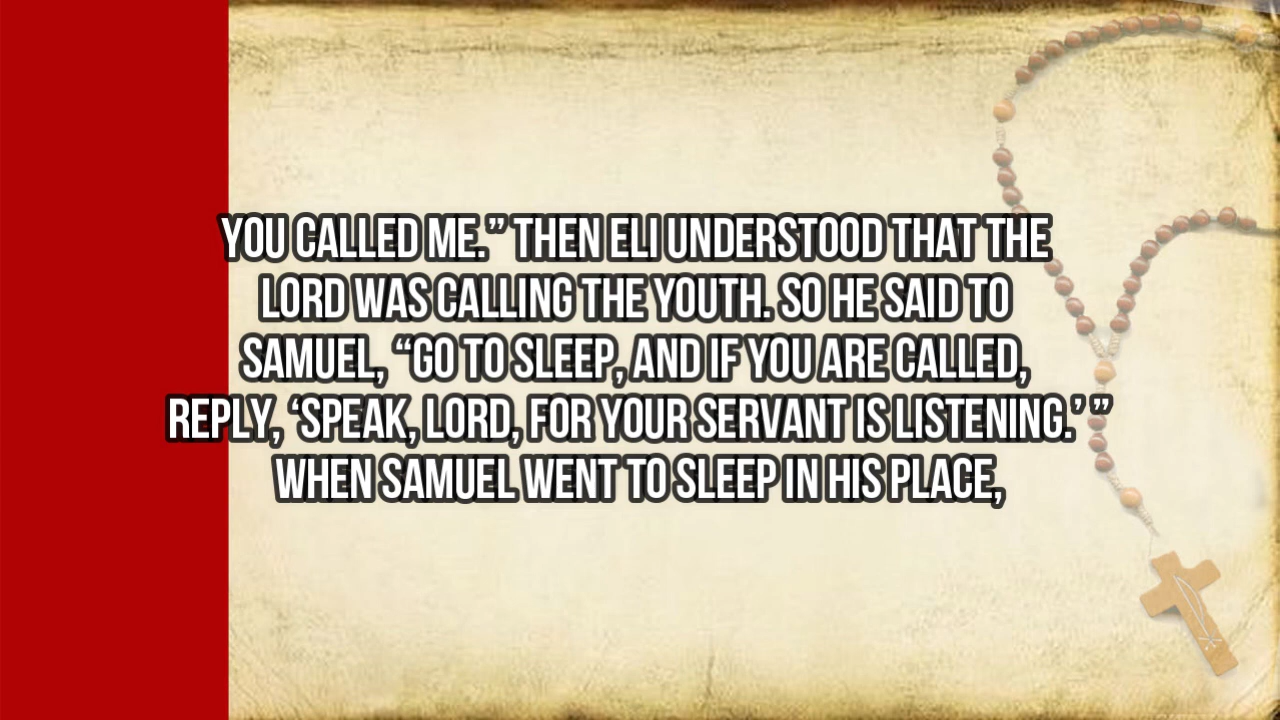 YOU CALLED ME.” THEN ELI UNDERSTOOD THAT THE
LORD WAS CALLING THE YOUTH. SO HE SAID TO
SAMUEL, “GO TO SLEEP, AND IF YOU ARE CALLED,
REPLY, ‘SPEAK, LORD, FOR YOUR SERVANT IS LISTENING.’ ”
WHEN SAMUEL WENT TO SLEEP IN HIS PLACE,